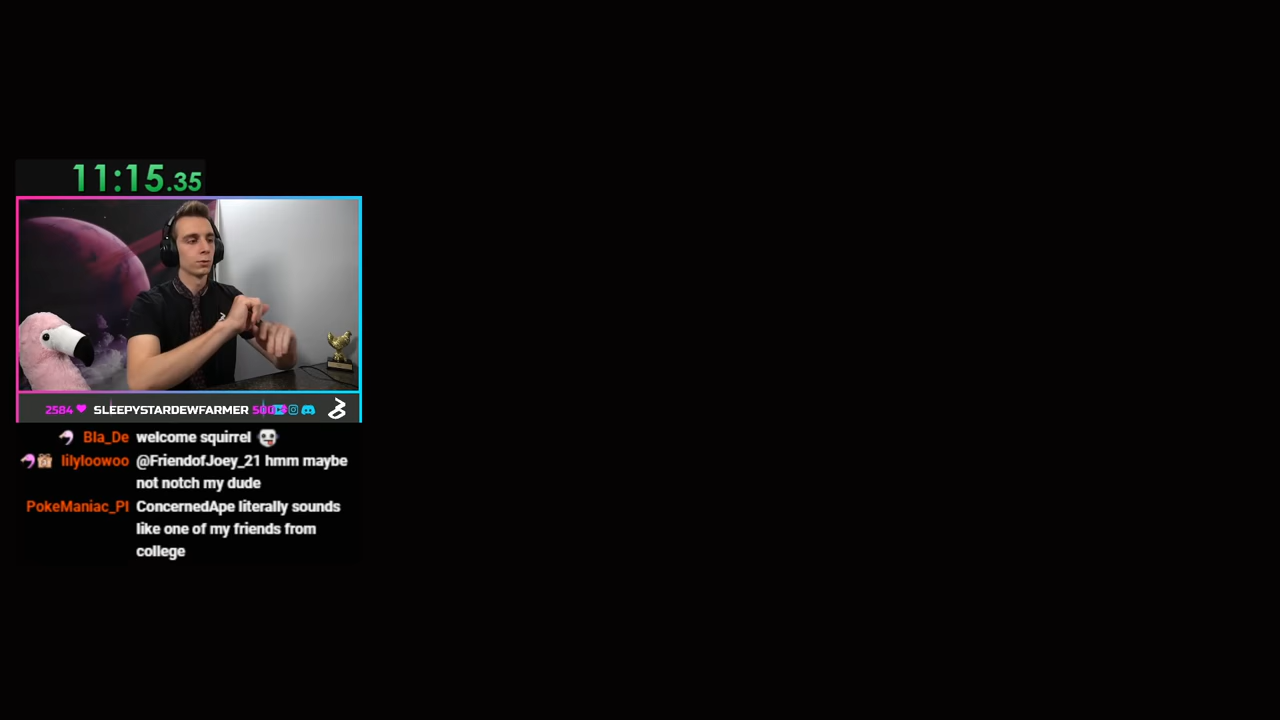 11:15.35
2584 SLEEPYSTARDEWFARMER
Bla_De welcome squirrel
lilyloowoo @FriendofJoey_21 hmm maybe
not notch my dude
PokeManiac_Pl ConcernedApe literally sounds
like one of my friends from
college